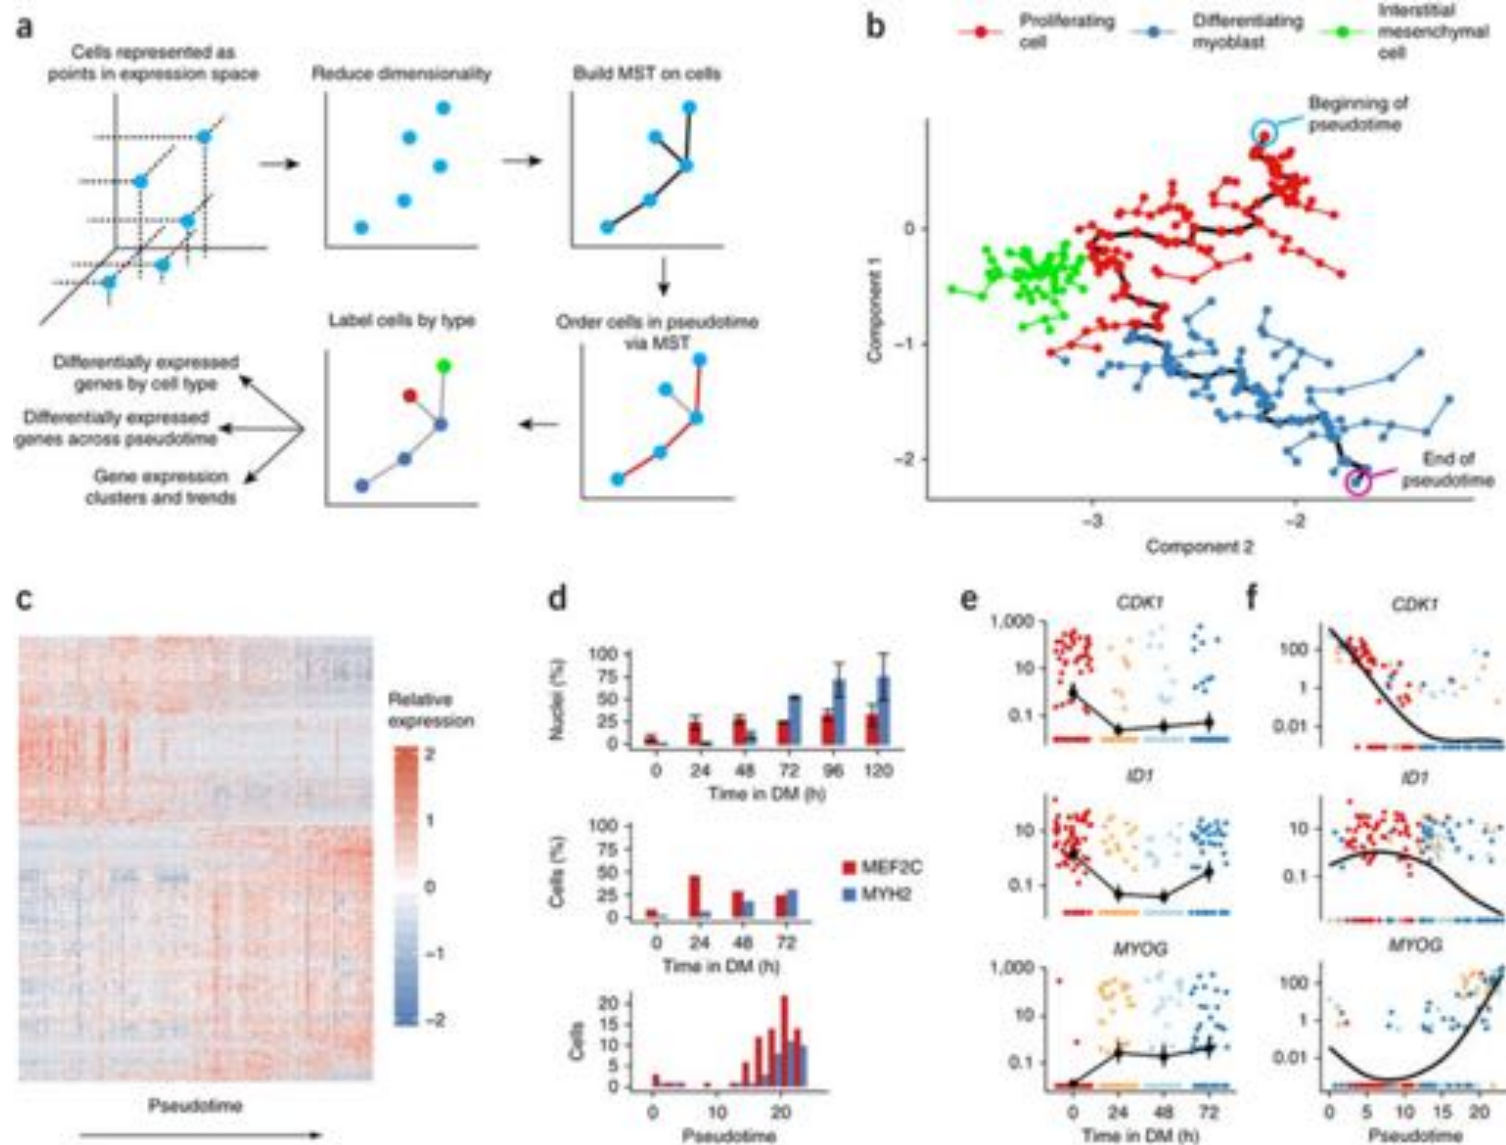 a
Cells represented as
points in expression space
Reduce dimensionality
Build MST on cells
Label cells by type
Order cells in pseudotime
via MST
Differentially expressed
genes by cell type
Differentially expressed
genes across pseudotime
Gene expression
clusters and trends
b
Proliferating
cell
Differentiating
myoblast
Interstitial
mesenchymal
cell
Beginning of
pseudotime
Component 1
0
−1
−2
End of
pseudotime
−3 −2
Component 2
c
Relative
expression
2
1
0
−1
−2
Pseudotime
d
Nuclei (%)
100
75
50
25
0
0 24 48 72 96 120
Time in DM (h)
Cells (%)
100
75
50
25
0
0 24 48 72
Time in DM (h)
MEF2C
MYH2
Cells
20
15
10
5
0
0 10 20
Pseudotime
e
CDK1
1,000
10
0.1
ID1
10
0.1
MYOG
1,000
10
0.1
0 24 48 72
Time in DM (h)
f
CDK1
100
1
0.01
ID1
10
0.1
MYOG
100
1
0.01
0 5 10 15 20
Pseudotime